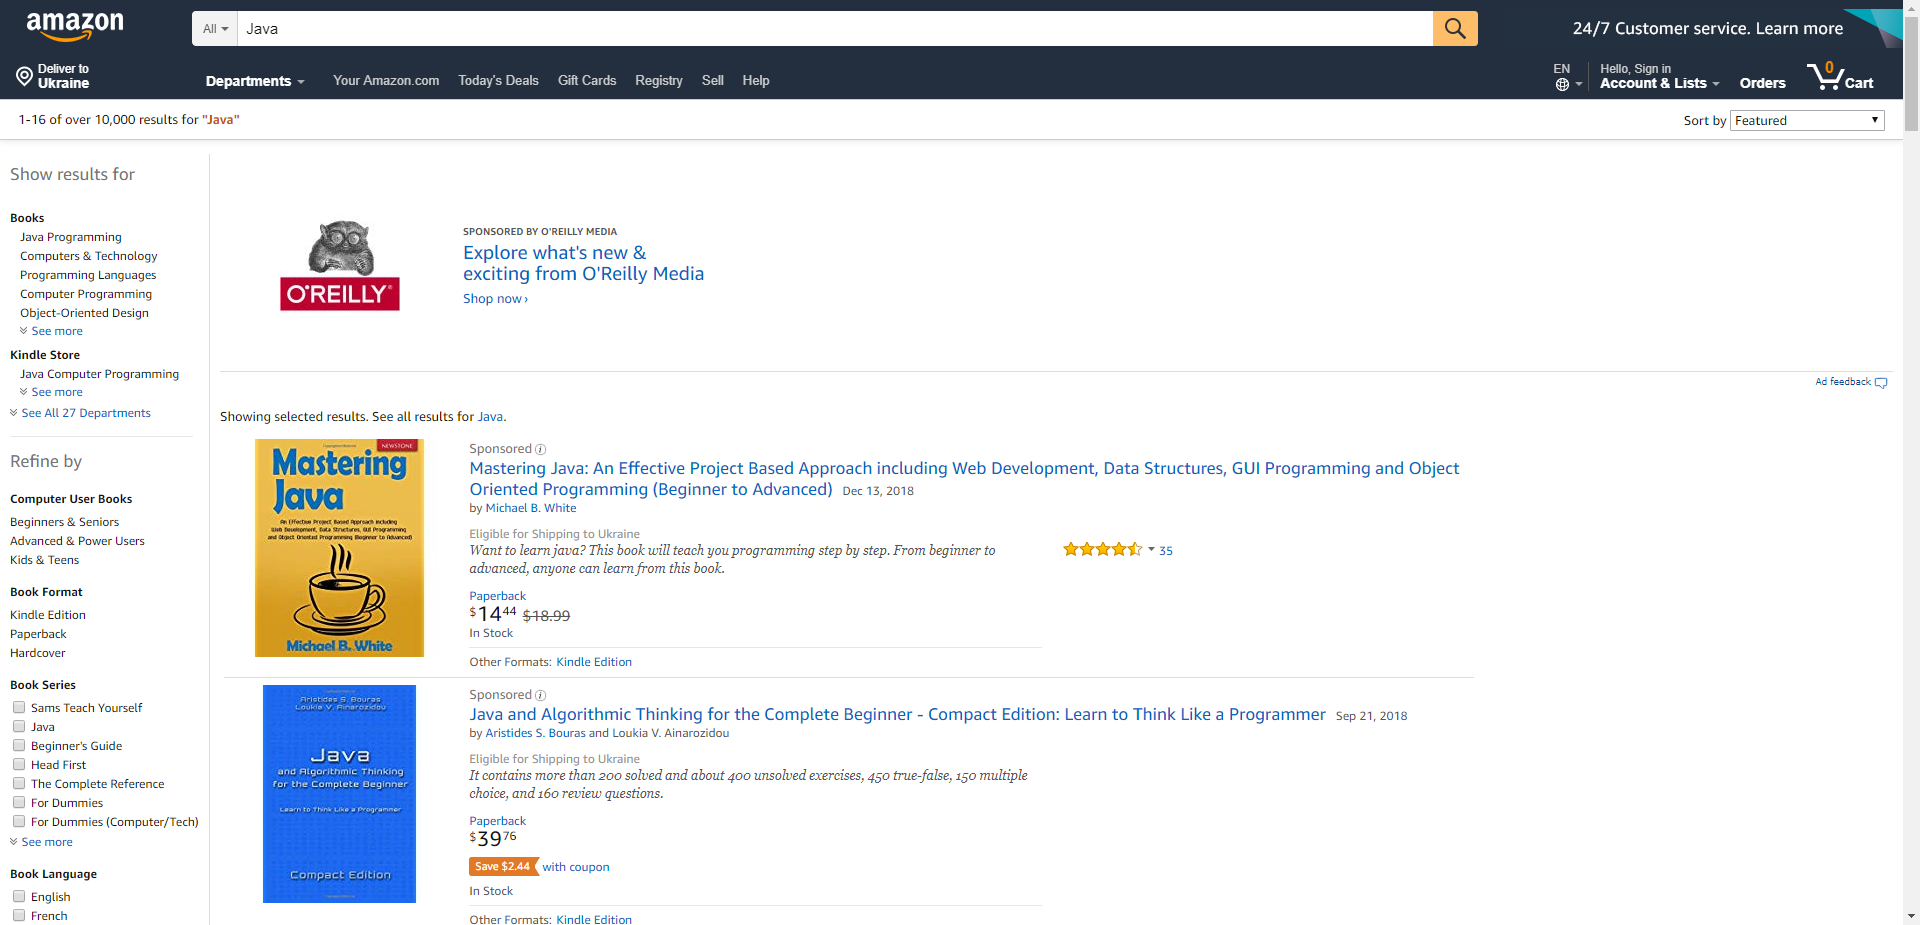 amazon
All
Java
24/7 Customer service. Learn more
Deliver to
Ukraine
Departments
Your Amazon.com
Today's Deals
Gift Cards
Registry
Sell
Help
EN
Hello, Sign in
Account & Lists
Orders
0
Cart
1-16 of over 10,000 results for "Java"
Sort by
Featured
Show results for
Books
Java Programming
Computers & Technology
Programming Languages
Computer Programming
Object-Oriented Design
See more
Kindle Store
Java Computer Programming
See more
See All 27 Departments
Refine by
Computer User Books
Beginners & Seniors
Advanced & Power Users
Kids & Teens
Book Format
Kindle Edition
Paperback
Hardcover
Book Series
Sams Teach Yourself
Java
Beginner's Guide
Head First
The Complete Reference
For Dummies
For Dummies (Computer/Tech)
See more
Book Language
English
French
O'REILLY®
SPONSORED BY O'REILLY MEDIA
Explore what's new &
exciting from O'Reilly Media
Shop now ›
Ad feedback
Showing selected results. See all results for Java.
NEWSTONE
Mastering
Java
An Effective Project Based Approach including
Web Development, Data Structures, GUI Programming
and Object Oriented Programming (Beginner to Advanced)
Michael B. White
Sponsored
Mastering Java: An Effective Project Based Approach including Web Development, Data Structures, GUI Programming and Object
Oriented Programming (Beginner to Advanced) Dec 13, 2018
by Michael B. White
Eligible for Shipping to Ukraine
Want to learn java? This book will teach you programming step by step. From beginner to
advanced, anyone can learn from this book.
35
Paperback
$14 44 $18.99
In Stock
Other Formats: Kindle Edition
Aristides S. Bouras
Loukia V. Ainarozidou
Java
and Algorithmic Thinking
for the Complete Beginner
Learn to Think Like a Programmer
Compact Edition
Sponsored
Java and Algorithmic Thinking for the Complete Beginner - Compact Edition: Learn to Think Like a Programmer Sep 21, 2018
by Aristides S. Bouras and Loukia V. Ainarozidou
Eligible for Shipping to Ukraine
It contains more than 200 solved and about 400 unsolved exercises, 450 true-false, 150 multiple
choice, and 160 review questions.
Paperback
$39 76
Save $2.44 with coupon
In Stock
Other Formats: Kindle Edition